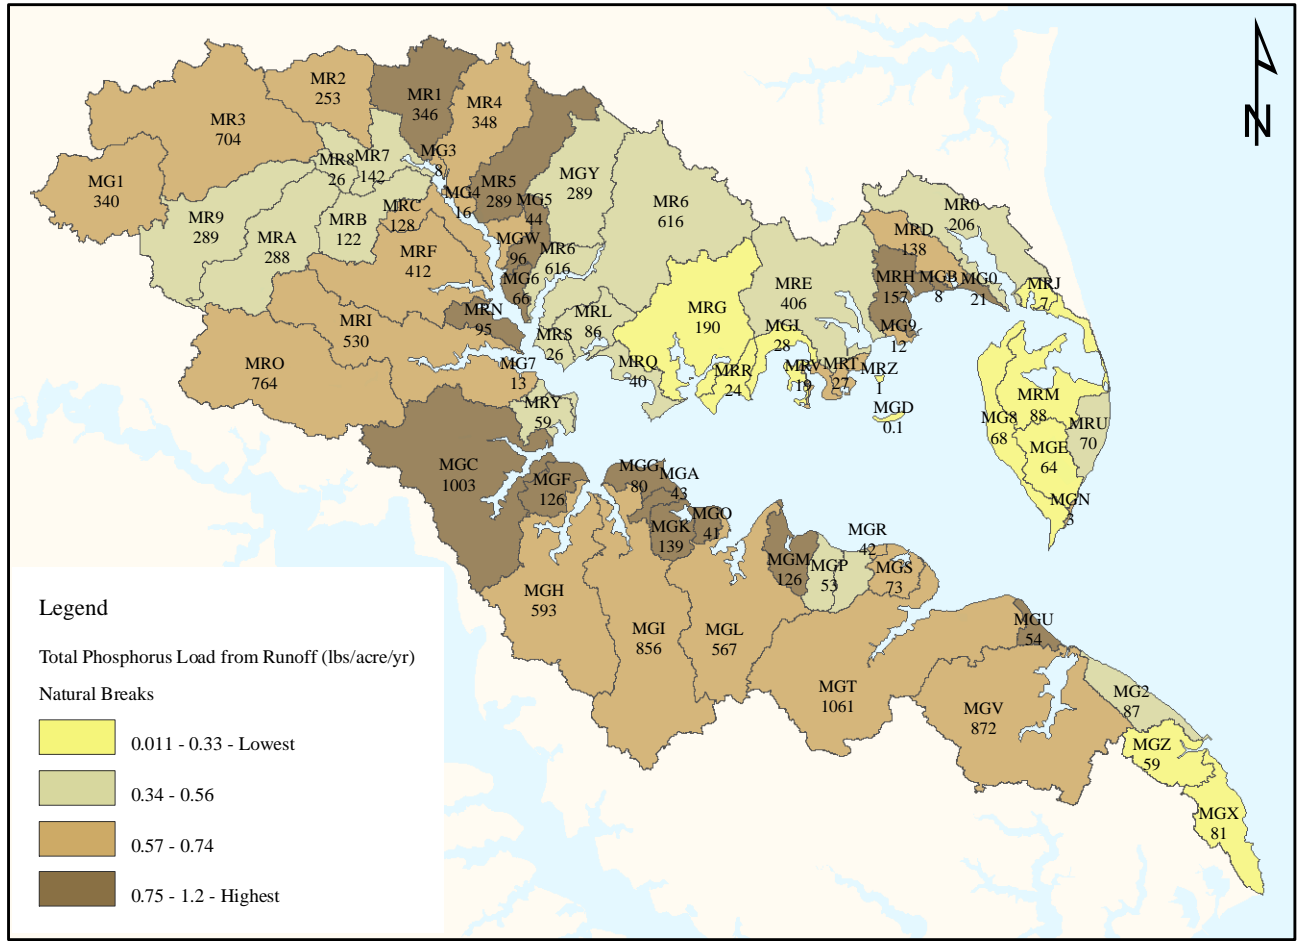 N
MR2
253
MR1
346
MR4
348
MR3
704
MG3
8
MR8
26
MR7
142
MG1
340
MR5
289
MG4
16
MG5
44
MGY
289
MR6
616
MR9
289
MRA
288
MRB
122
MRC
128
MRF
412
MGW
96
MR6
616
MG6
66
MR0
206
MRD
138
MRH
157
MGB
8
MG0
21
MRJ
7
MRE
406
MRG
190
MGJ
28
MG9
12
MRN
95
MRI
530
MRL
86
MRS
26
MRQ
40
MRR
24
MRV
19
MRT
27
MRZ
1
MGD
0.1
MRO
764
MG7
13
MRY
59
MRM
88
MG8
68
MRU
70
MGE
64
MGN
3
MGC
1003
MGF
126
MGG
80
MGA
43
MGK
139
MGO
41
MGM
126
MGP
53
MGR
42
MGS
73
MGH
593
MGI
856
MGL
567
MGT
1061
MGU
54
MGV
872
MG2
87
MGZ
59
MGX
81
Legend
Total Phosphorus Load from Runoff (lbs/acre/yr)
Natural Breaks
0.011 - 0.33 - Lowest
0.34 - 0.56
0.57 - 0.74
0.75 - 1.2 - Highest